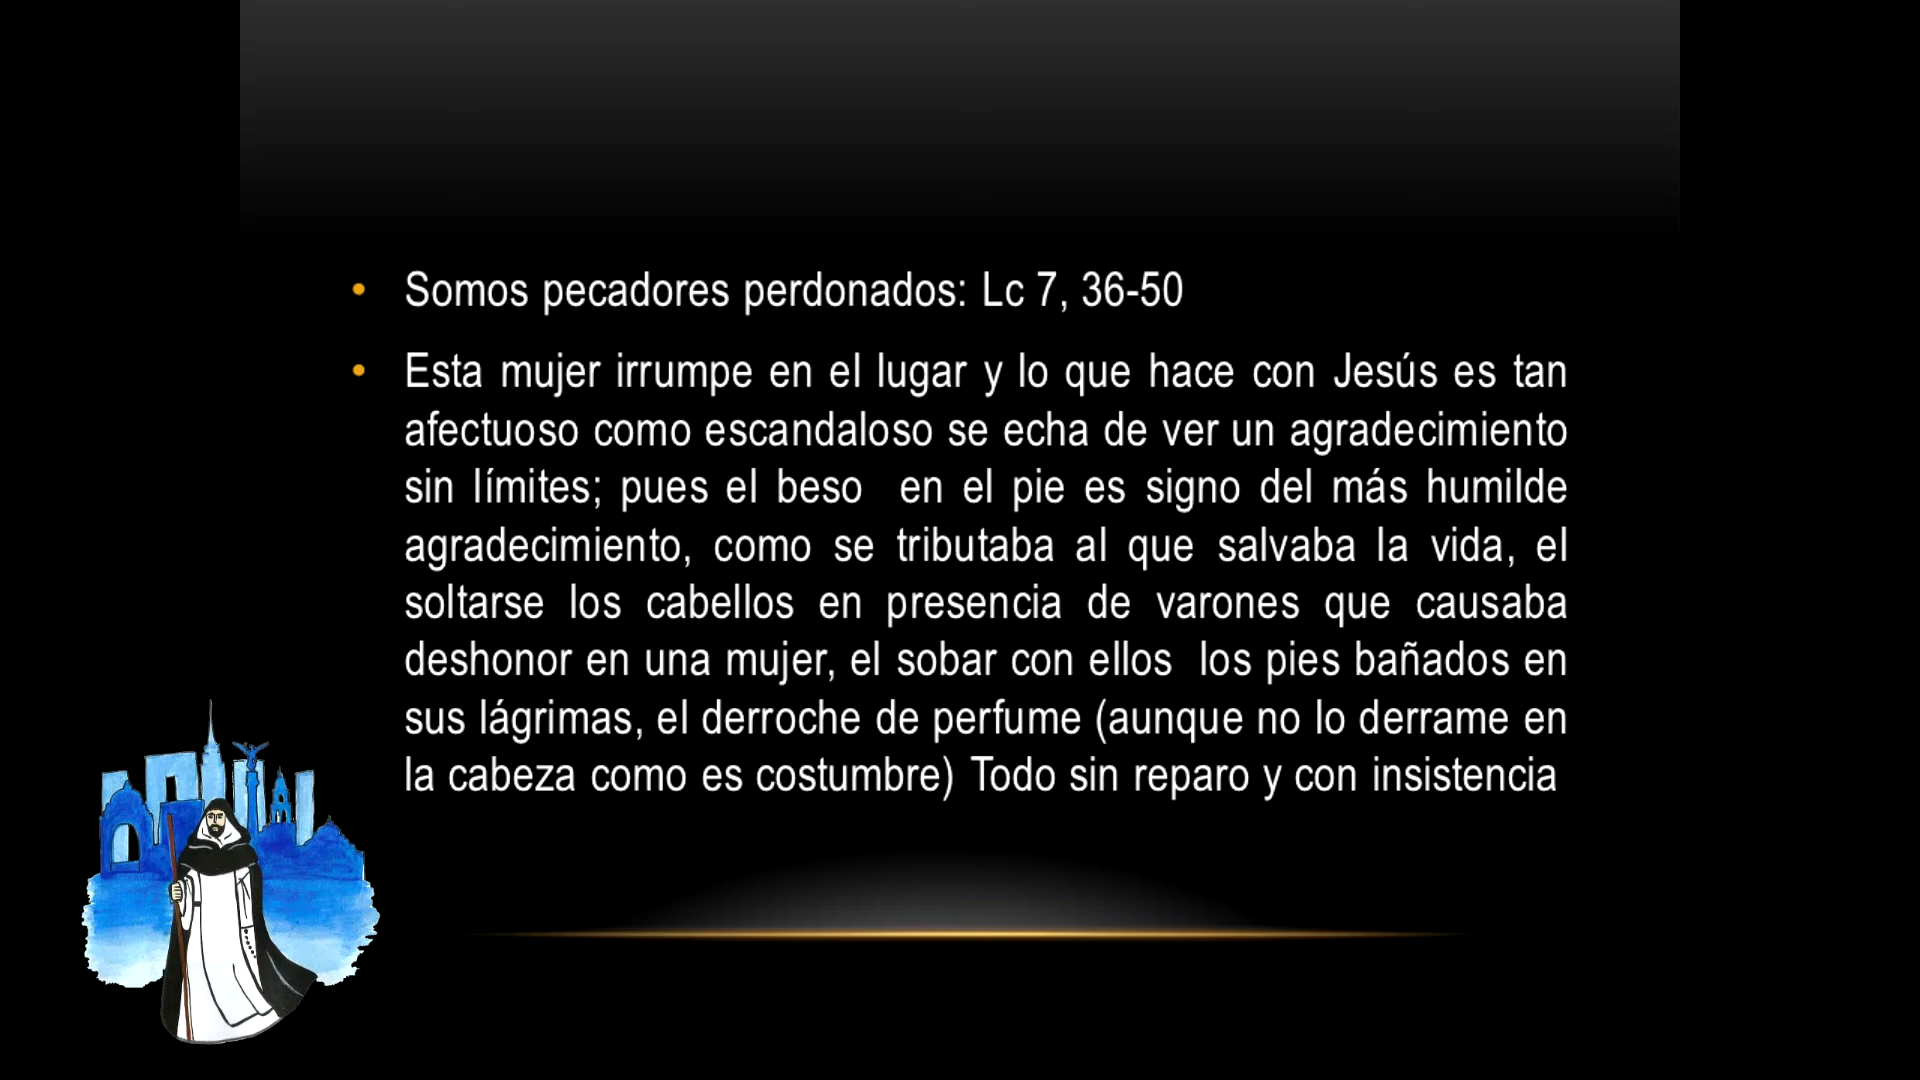 • Somos pecadores perdonados: Lc 7, 36-50
• Esta mujer irrumpe en el lugar y lo que hace con Jesús es tan
afectuoso como escandaloso se echa de ver un agradecimiento
sin límites; pues el beso  en el pie es signo del más humilde
agradecimiento, como se tributaba al que salvaba la vida, el
soltarse los cabellos en presencia de varones que causaba
deshonor en una mujer, el sobar con ellos  los pies bañados en
sus lágrimas, el derroche de perfume (aunque no lo derrame en
la cabeza como es costumbre) Todo sin reparo y con insistencia